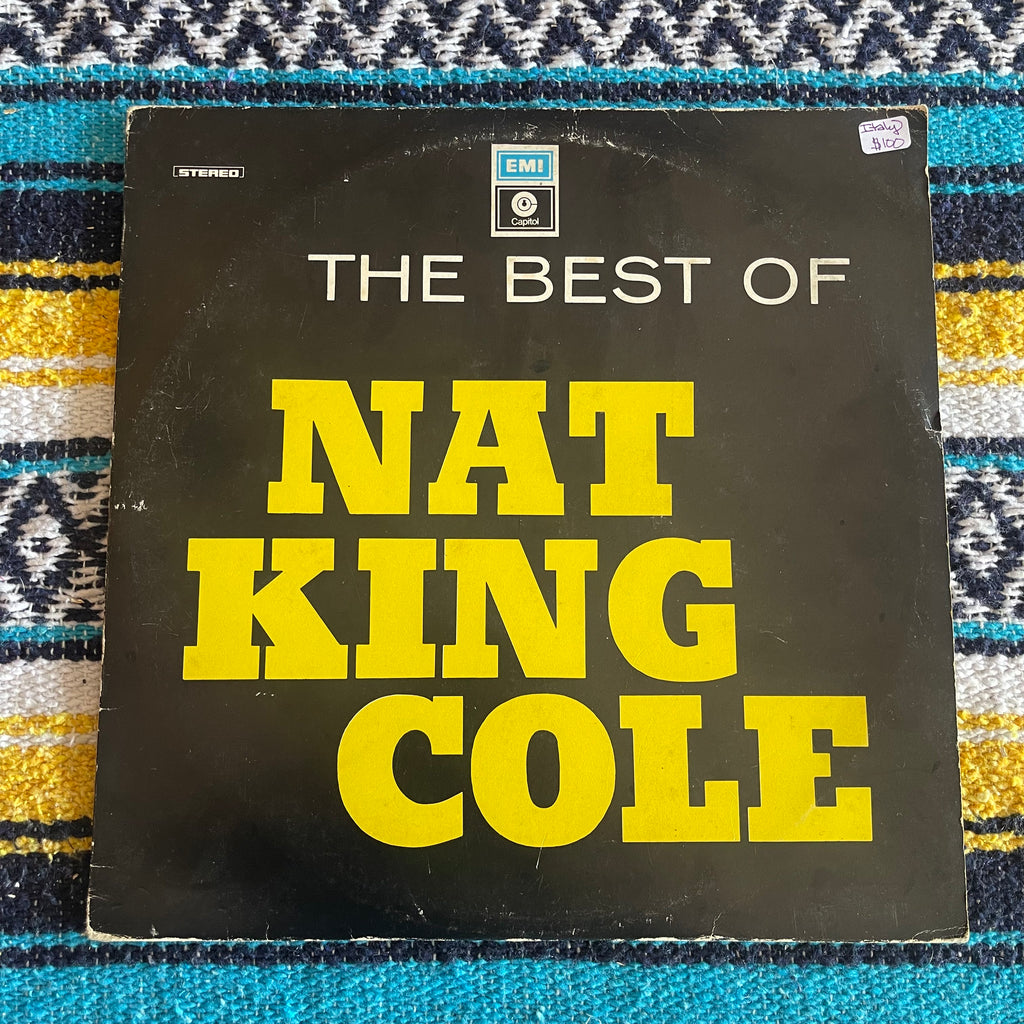 STEREO
EMI
Capitol
Italy
$100
THE BEST OF
NAT
KING
COLE